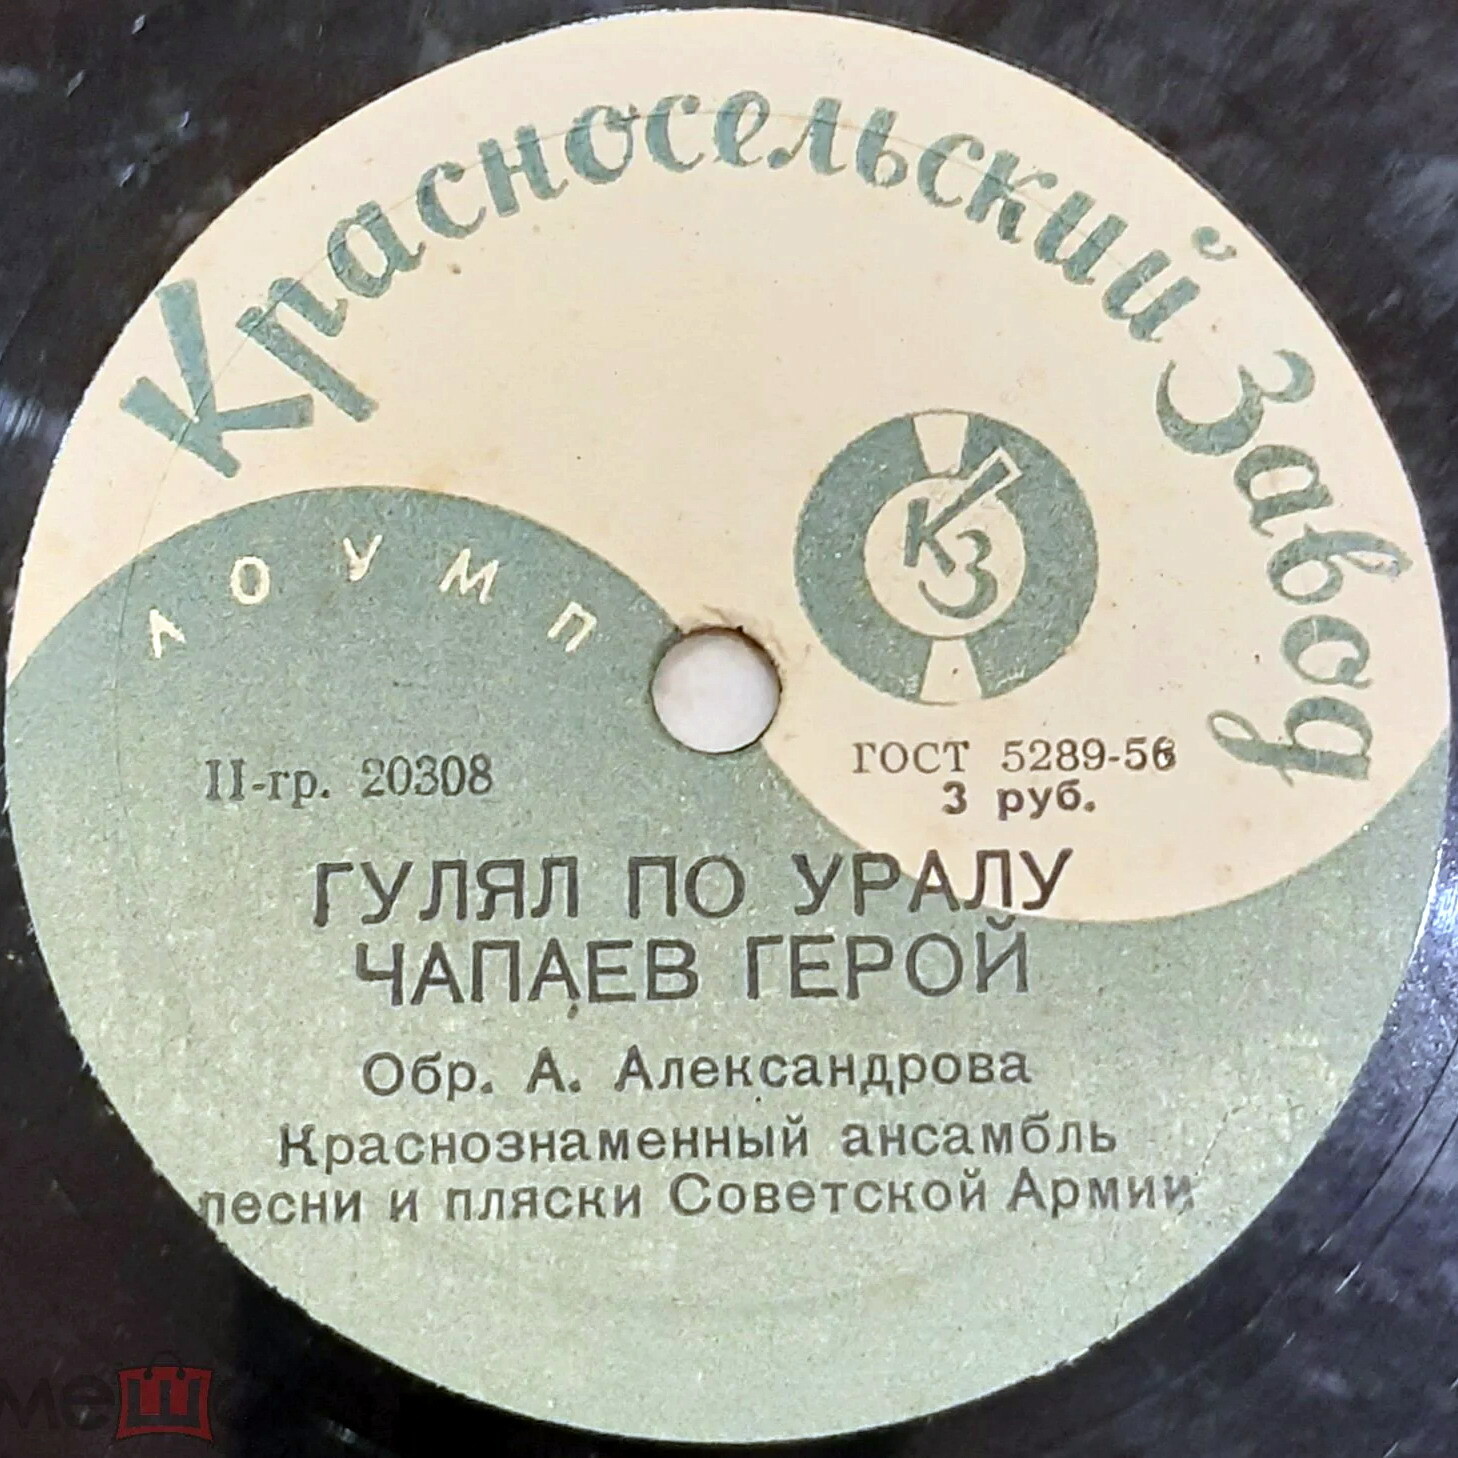 Красносельский Завод
ЛОУМП
КЗ
ГОСТ 5289-56
3 руб.
II-гр. 20308
ГУЛЯЛ ПО УРАЛУ
ЧАПАЕВ ГЕРОЙ
Обр. А. Александрова
Краснознаменный ансамбль
песни и пляски Советской Армии